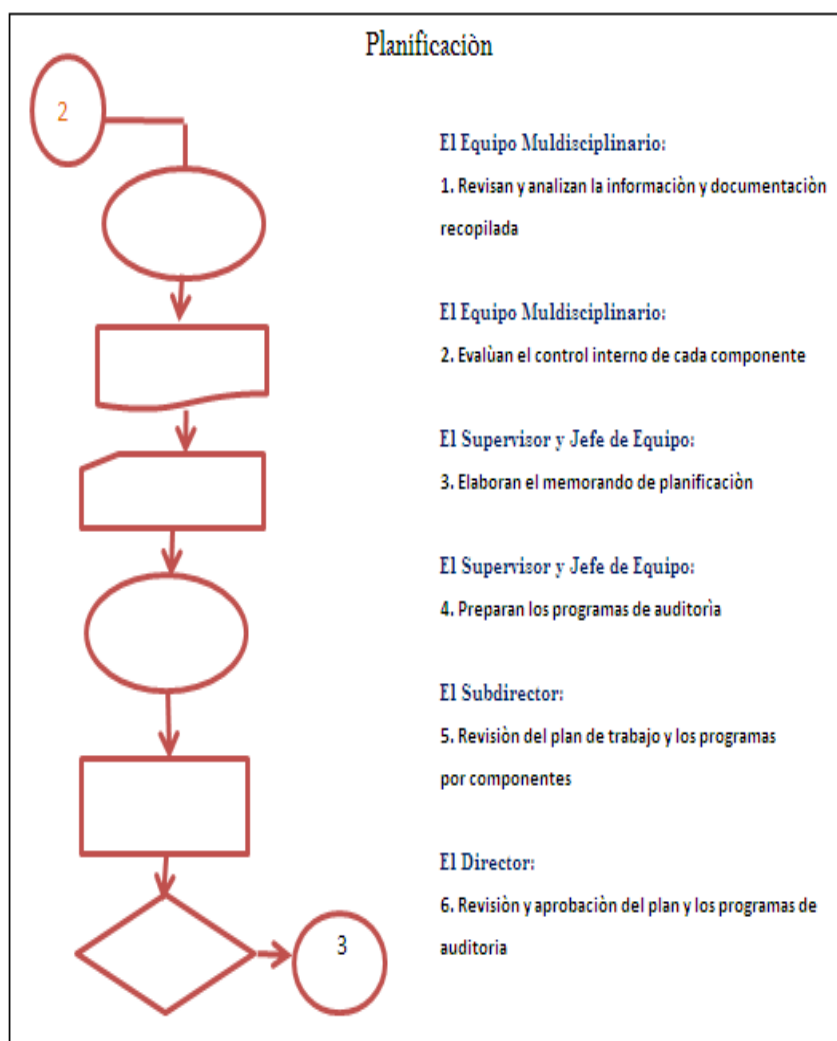 Planificaciòn
2
El Equipo Muldisciplinario:
1. Revisan y analizan la informaciòn y documentaciòn
recopilada
El Equipo Muldisciplinario:
2. Evalùan el control interno de cada componente
El Supervisor y Jefe de Equipo:
3. Elaboran el memorando de planificaciòn
El Supervisor y Jefe de Equipo:
4. Preparan los programas de auditorìa
El Subdirector:
5. Revisiòn del plan de trabajo y los programas
por componentes
El Director:
6. Revisiòn y aprobaciòn del plan y los programas de
auditoria
3